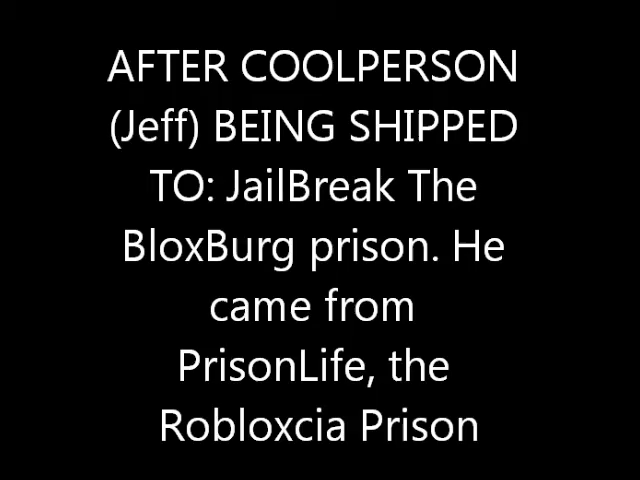 AFTER COOLPERSON
(Jeff) BEING SHIPPED
TO: JailBreak The
BloxBurg prison. He
came from
PrisonLife, the
Robloxcia Prison